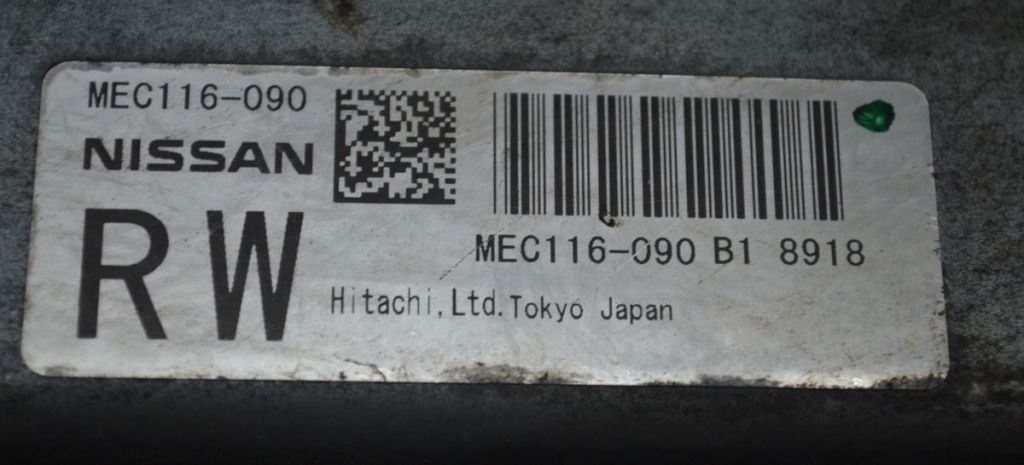 MEC116-090
NISSAN
RW
MEC116-090 B1 8918
Hitachi,Ltd.Tokyo Japan